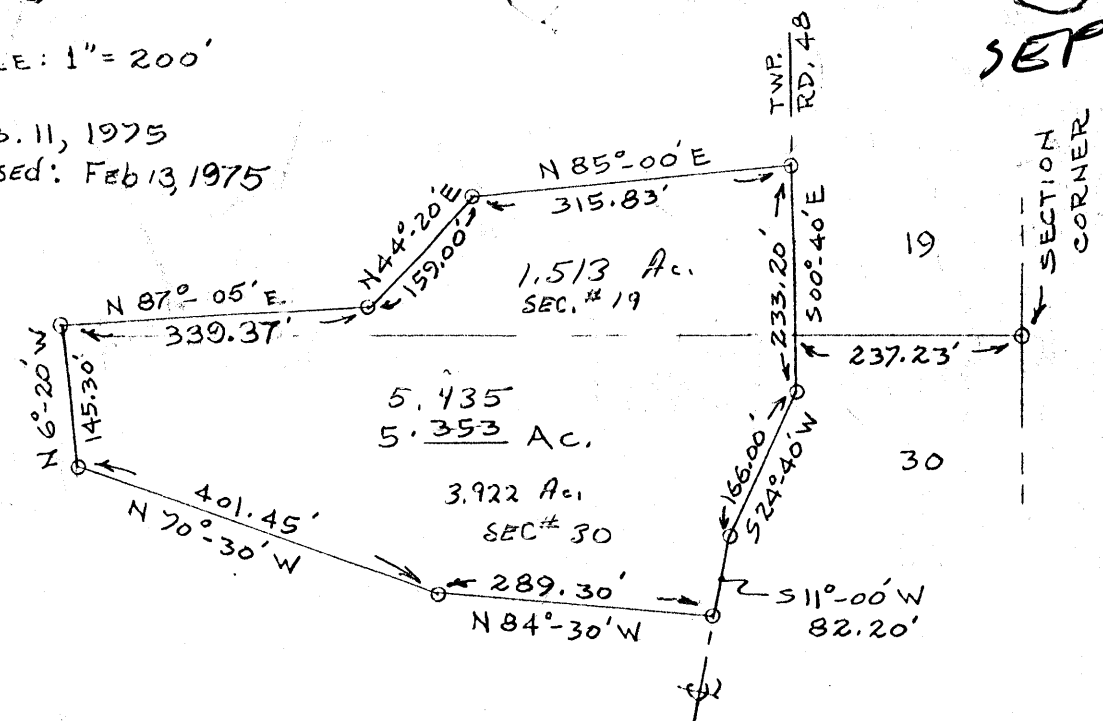 LE: 1" = 200'
. 11, 1975
sed: Feb 13, 1975
SEP
TWP.
RD. 48
SECTION
CORNER
N 85°-00' E
315.83'
N 44°-20' E
159.00'
1.513 Ac.
SEC. # 19
233.20'
S 00°-40' E
19
N 87°-05' E.
339.37'
237.23'
N 6°-20' W
145.30'
5.435
5.353 Ac.
166.00'
S 24°-40' W
30
401.45'
N 70°-30' W
3.922 Ac.
SEC # 30
289.30'
N 84°-30' W
S 11°-00' W
82.20'